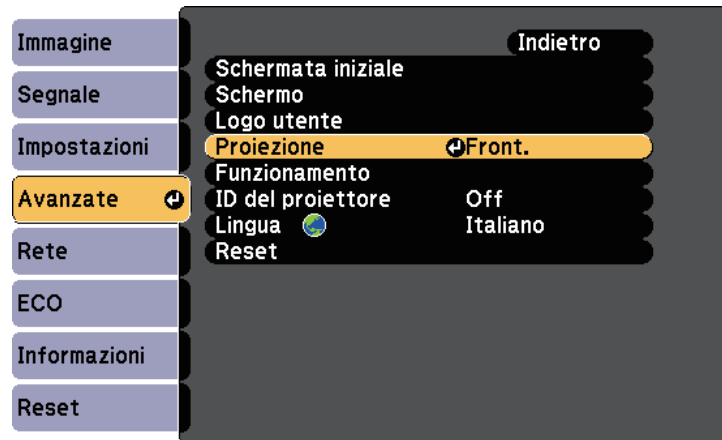 Immagine
Segnale
Impostazioni
Avanzate
Rete
ECO
Informazioni
Reset
Indietro
Schermata iniziale
Schermo
Logo utente
Proiezione Front.
Funzionamento
ID del proiettore Off
Lingua Italiano
Reset